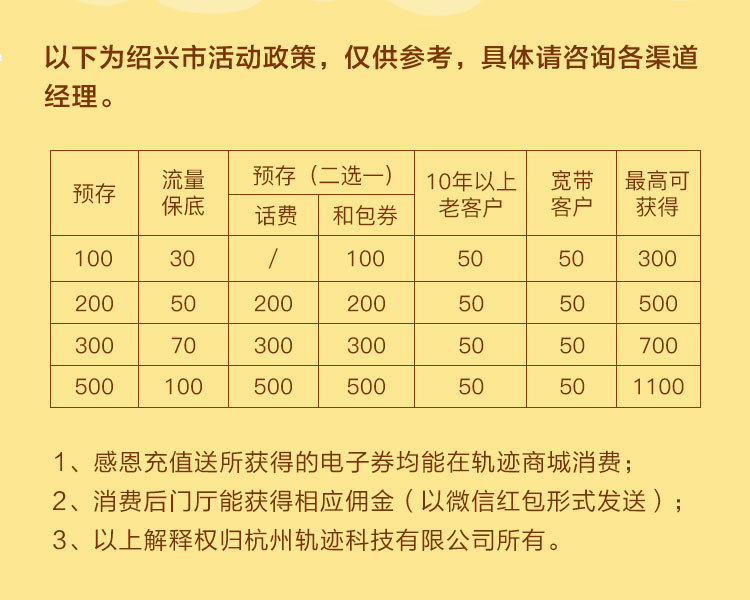 以下为绍兴市活动政策，仅供参考，具体请咨询各渠道
经理。
预存 流量保底 预存（二选一） 10年以上老客户 宽带客户 最高可获得
话费 和包券
100 30 / 100 50 50 300
200 50 200 200 50 50 500
300 70 300 300 50 50 700
500 100 500 500 50 50 1100
1、感恩充值送所获得的电子券均能在轨迹商城消费；
2、消费后门厅能获得相应佣金（以微信红包形式发送）；
3、以上解释权归杭州轨迹科技有限公司所有。